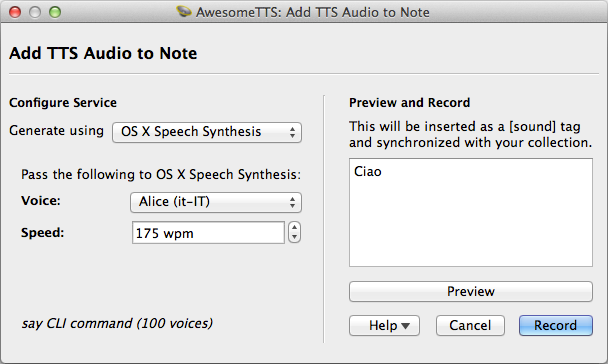 AwesomeTTS: Add TTS Audio to Note
Add TTS Audio to Note
Configure Service
Generate using OS X Speech Synthesis
Pass the following to OS X Speech Synthesis:
Voice: Alice (it-IT)
Speed: 175 wpm
say CLI command (100 voices)
Preview and Record
This will be inserted as a [sound] tag
and synchronized with your collection.
Ciao
Preview
Help Cancel Record